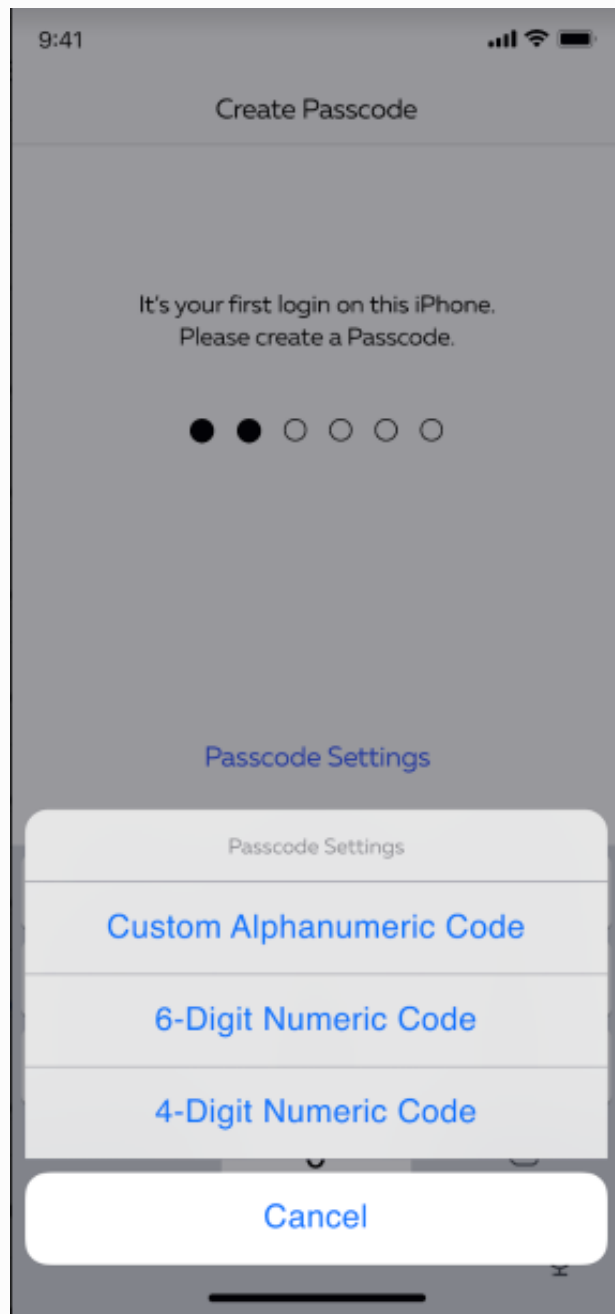 9:41
Create Passcode
It's your first login on this iPhone.
Please create a Passcode.
Passcode Settings
Passcode Settings
Custom Alphanumeric Code
6-Digit Numeric Code
4-Digit Numeric Code
Cancel